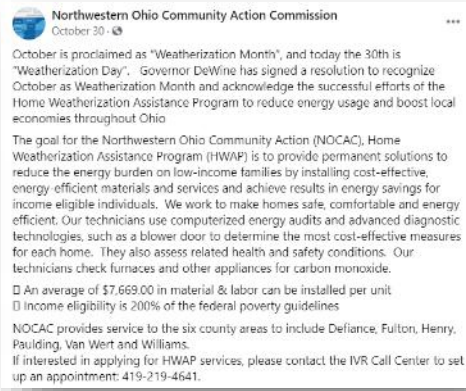 Northwestern Ohio Community Action Commission
October 30 ·
October is proclaimed as "Weatherization Month", and today the 30th is
"Weatherization Day". Governor DeWine has signed a resolution to recognize
October as Weatherization Month and acknowledge the successful efforts of the
Home Weatherization Assistance Program to reduce energy usage and boost local
economies throughout Ohio
The goal for the Northwestern Ohio Community Action (NOCAC), Home
Weatherization Assistance Program (HWAP) is to provide permanent solutions to
reduce the energy burden on low-income families by installing cost-effective,
energy-efficient materials and services and achieve results in energy savings for
income eligible individuals. We work to make homes safe, comfortable and energy
efficient. Our technicians use computerized energy audits and advanced diagnostic
technologies, such as a blower door to determine the most cost-effective measures
for each home. They also assess related health and safety conditions. Our
technicians check furnaces and other appliances for carbon monoxide.
▯ An average of $7,669.00 in material & labor can be installed per unit
▯ Income eligibility is 200% of the federal poverty guidelines
NOCAC provides service to the six county areas to include Defiance, Fulton, Henry,
Paulding, Van Wert and Williams.
If interested in applying for HWAP services, please contact the IVR Call Center to set
up an appointment: 419-219-4641.